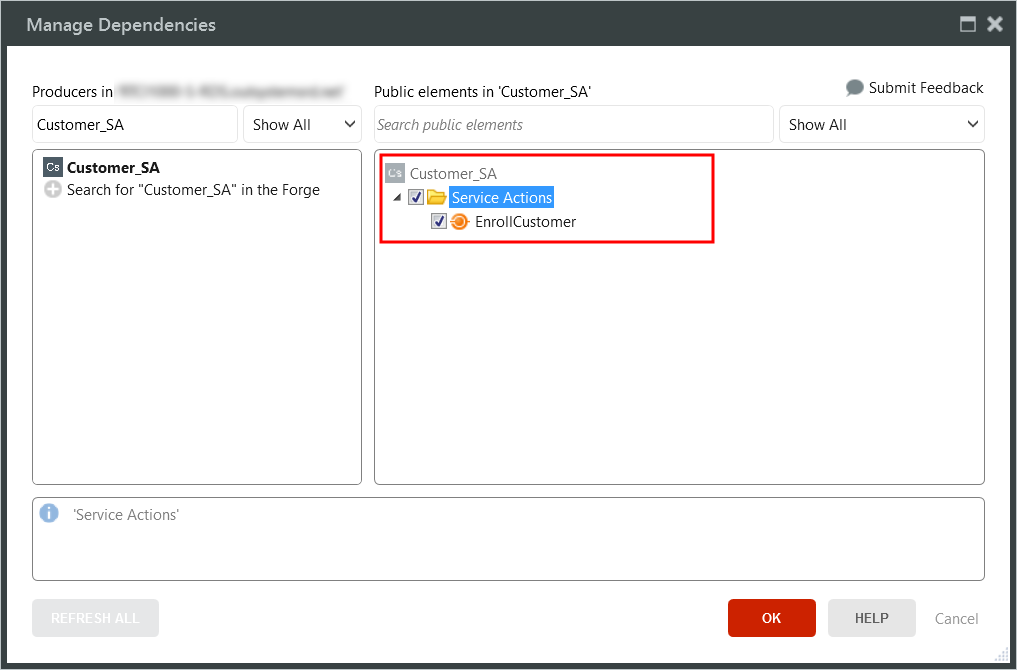 Manage Dependencies
Producers in
Public elements in 'Customer_SA'
Submit Feedback
Customer_SA
Show All
Search public elements
Show All
Cs Customer_SA
Search for "Customer_SA" in the Forge
Cs Customer_SA
Service Actions
EnrollCustomer
i 'Service Actions'
REFRESH ALL
OK
HELP
Cancel